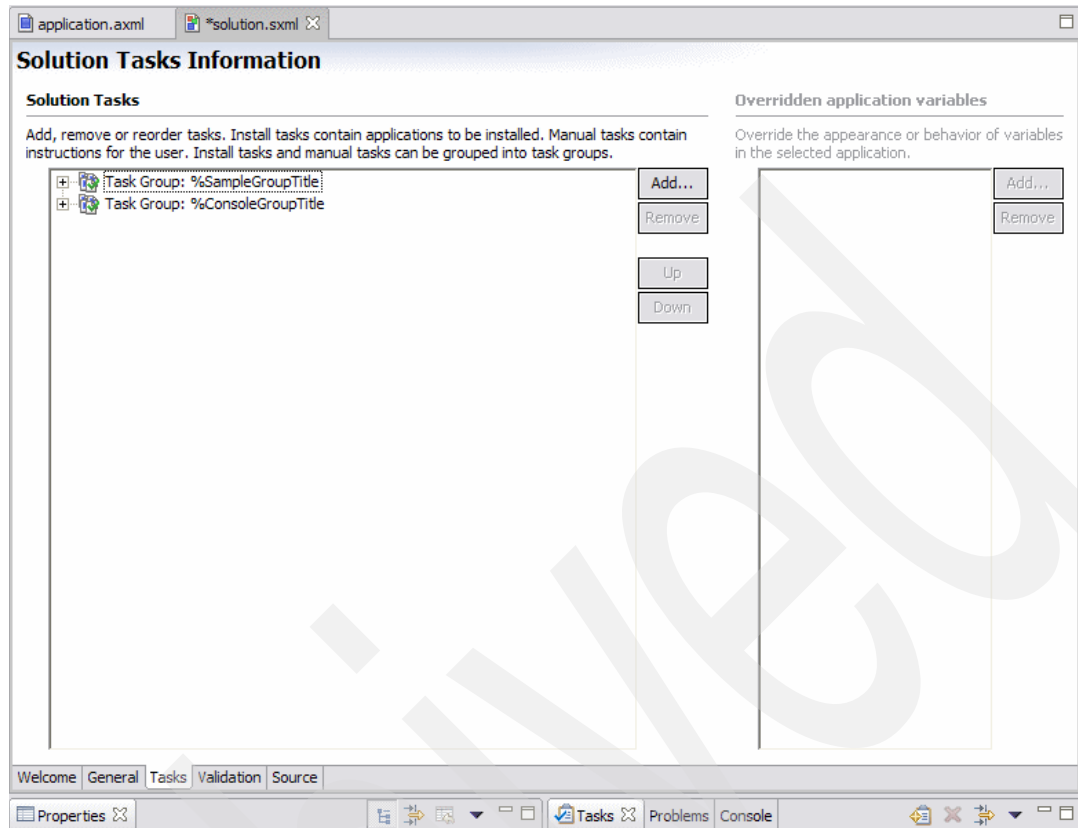 application.axml
*solution.sxml
Solution Tasks Information
Solution Tasks
Add, remove or reorder tasks. Install tasks contain applications to be installed. Manual tasks contain
instructions for the user. Install tasks and manual tasks can be grouped into task groups.
Task Group: %SampleGroupTitle
Task Group: %ConsoleGroupTitle
Add...
Remove
Up
Down
Overridden application variables
Override the appearance or behavior of variables
in the selected application.
Add...
Remove
Welcome General Tasks Validation Source
Properties
Tasks Problems Console
ived